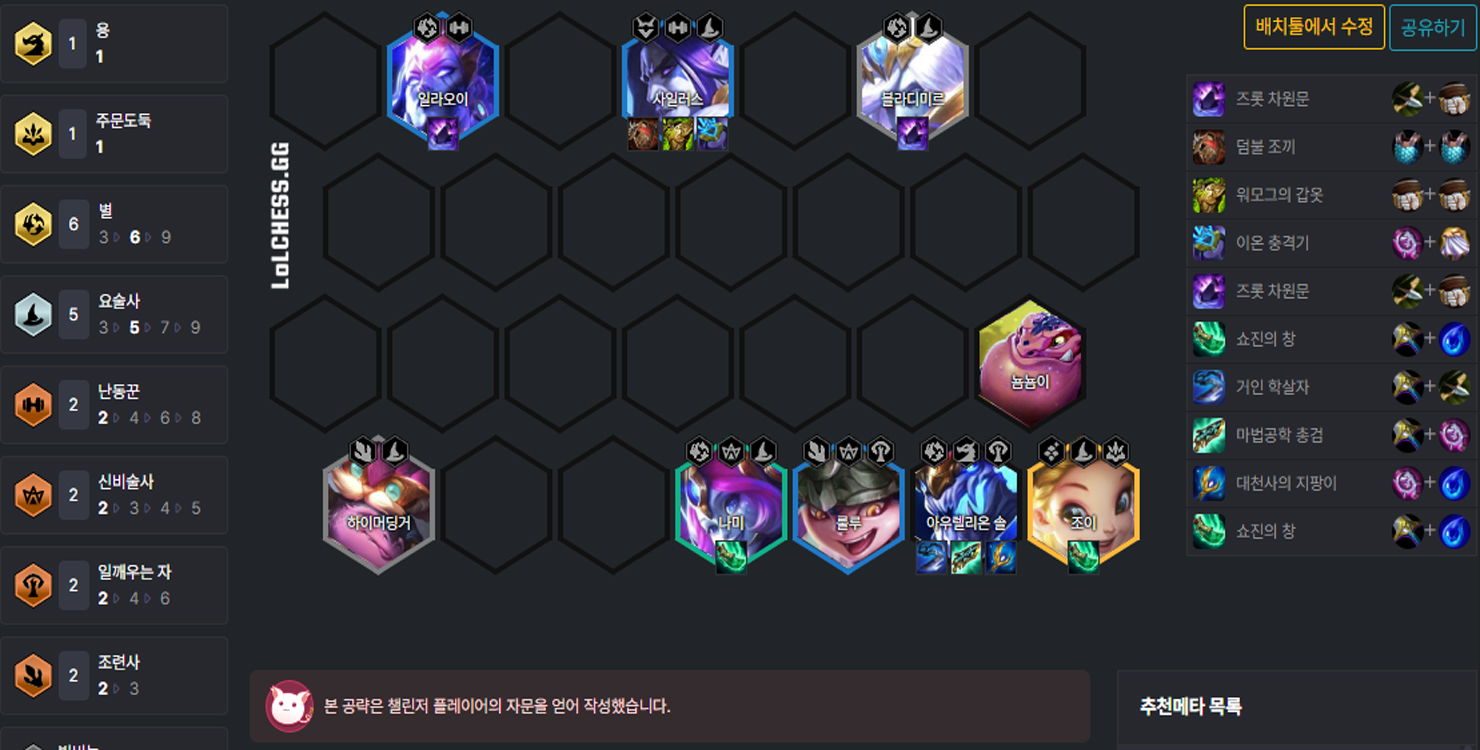 용
1
1
주문도둑
1
1
별
6
3 6 9
요술사
5
3 5 7 9
난동꾼
2
2 4 6 8
신비술사
2
2 3 4 5
일깨우는 자
2
2 4 6
조련사
2
2 3
LoLCHESS.GG
일라오이
사일러스
블라디미르
뇸뇸이
하이머딩거
나미
룰루
아우렐리온 솔
조이
배치툴에서 수정
공유하기
즈롯 차원문
+
덤불 조끼
+
워모그의 갑옷
+
이온 충격기
+
즈롯 차원문
+
쇼진의 창
+
거인 학살자
+
마법공학 총검
+
대천사의 지팡이
+
쇼진의 창
+
본 공략은 챌린저 플레이어의 자문을 얻어 작성했습니다.
추천메타 목록